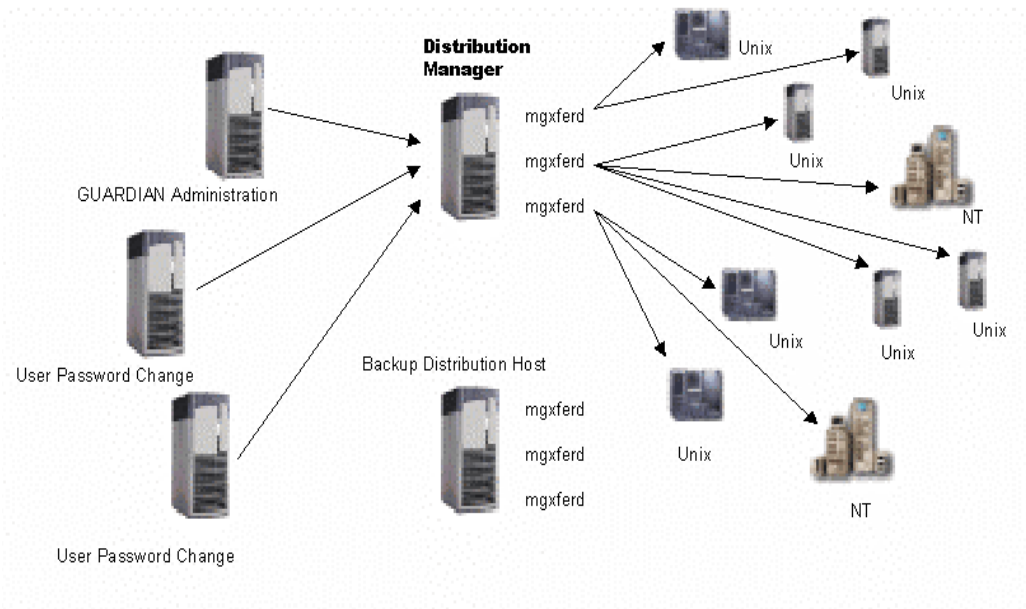 Distribution
Manager
Unix
Unix
mgxferd
mgxferd
mgxferd
Unix
GUARDIAN Administration
NT
Unix
Unix
Unix
User Password Change
Backup Distribution Host
mgxferd
mgxferd
mgxferd
Unix
NT
User Password Change